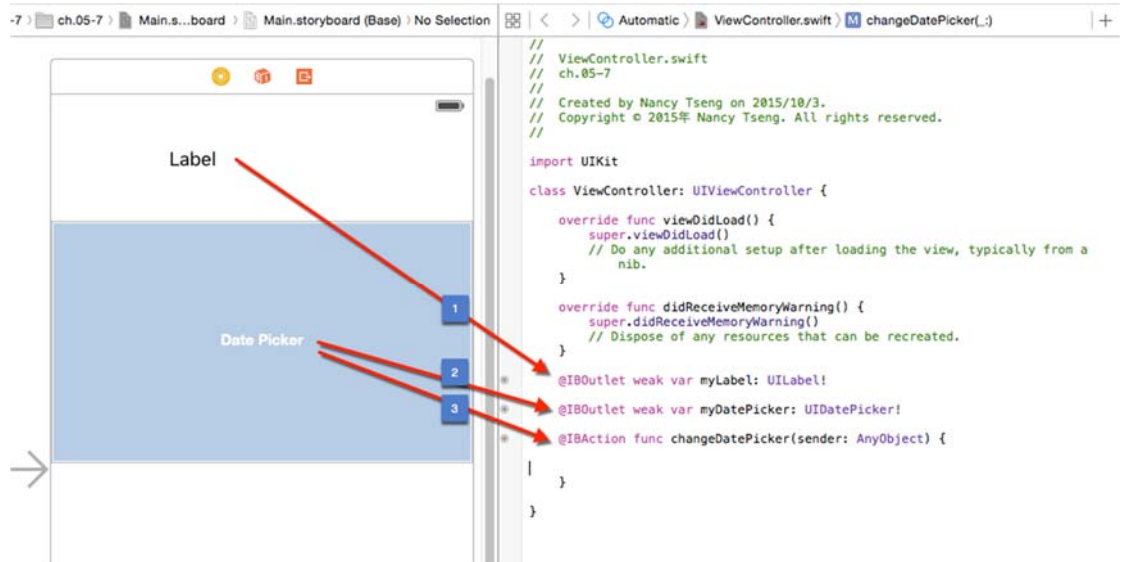 -7 〉 ch.05-7 〉 Main.s...board 〉 Main.storyboard (Base) 〉 No Selection
< > Automatic 〉 ViewController.swift 〉 M changeDatePicker(_:) +
Label
Date Picker
1
2
3
//
// ViewController.swift
// ch.05-7
//
// Created by Nancy Tseng on 2015/10/3.
// Copyright © 2015年 Nancy Tseng. All rights reserved.
//
import UIKit
class ViewController: UIViewController {
override func viewDidLoad() {
super.viewDidLoad()
// Do any additional setup after loading the view, typically from a
nib.
}
override func didReceiveMemoryWarning() {
super.didReceiveMemoryWarning()
// Dispose of any resources that can be recreated.
}
@IBOutlet weak var myLabel: UILabel!
@IBOutlet weak var myDatePicker: UIDatePicker!
@IBAction func changeDatePicker(sender: AnyObject) {
}
}